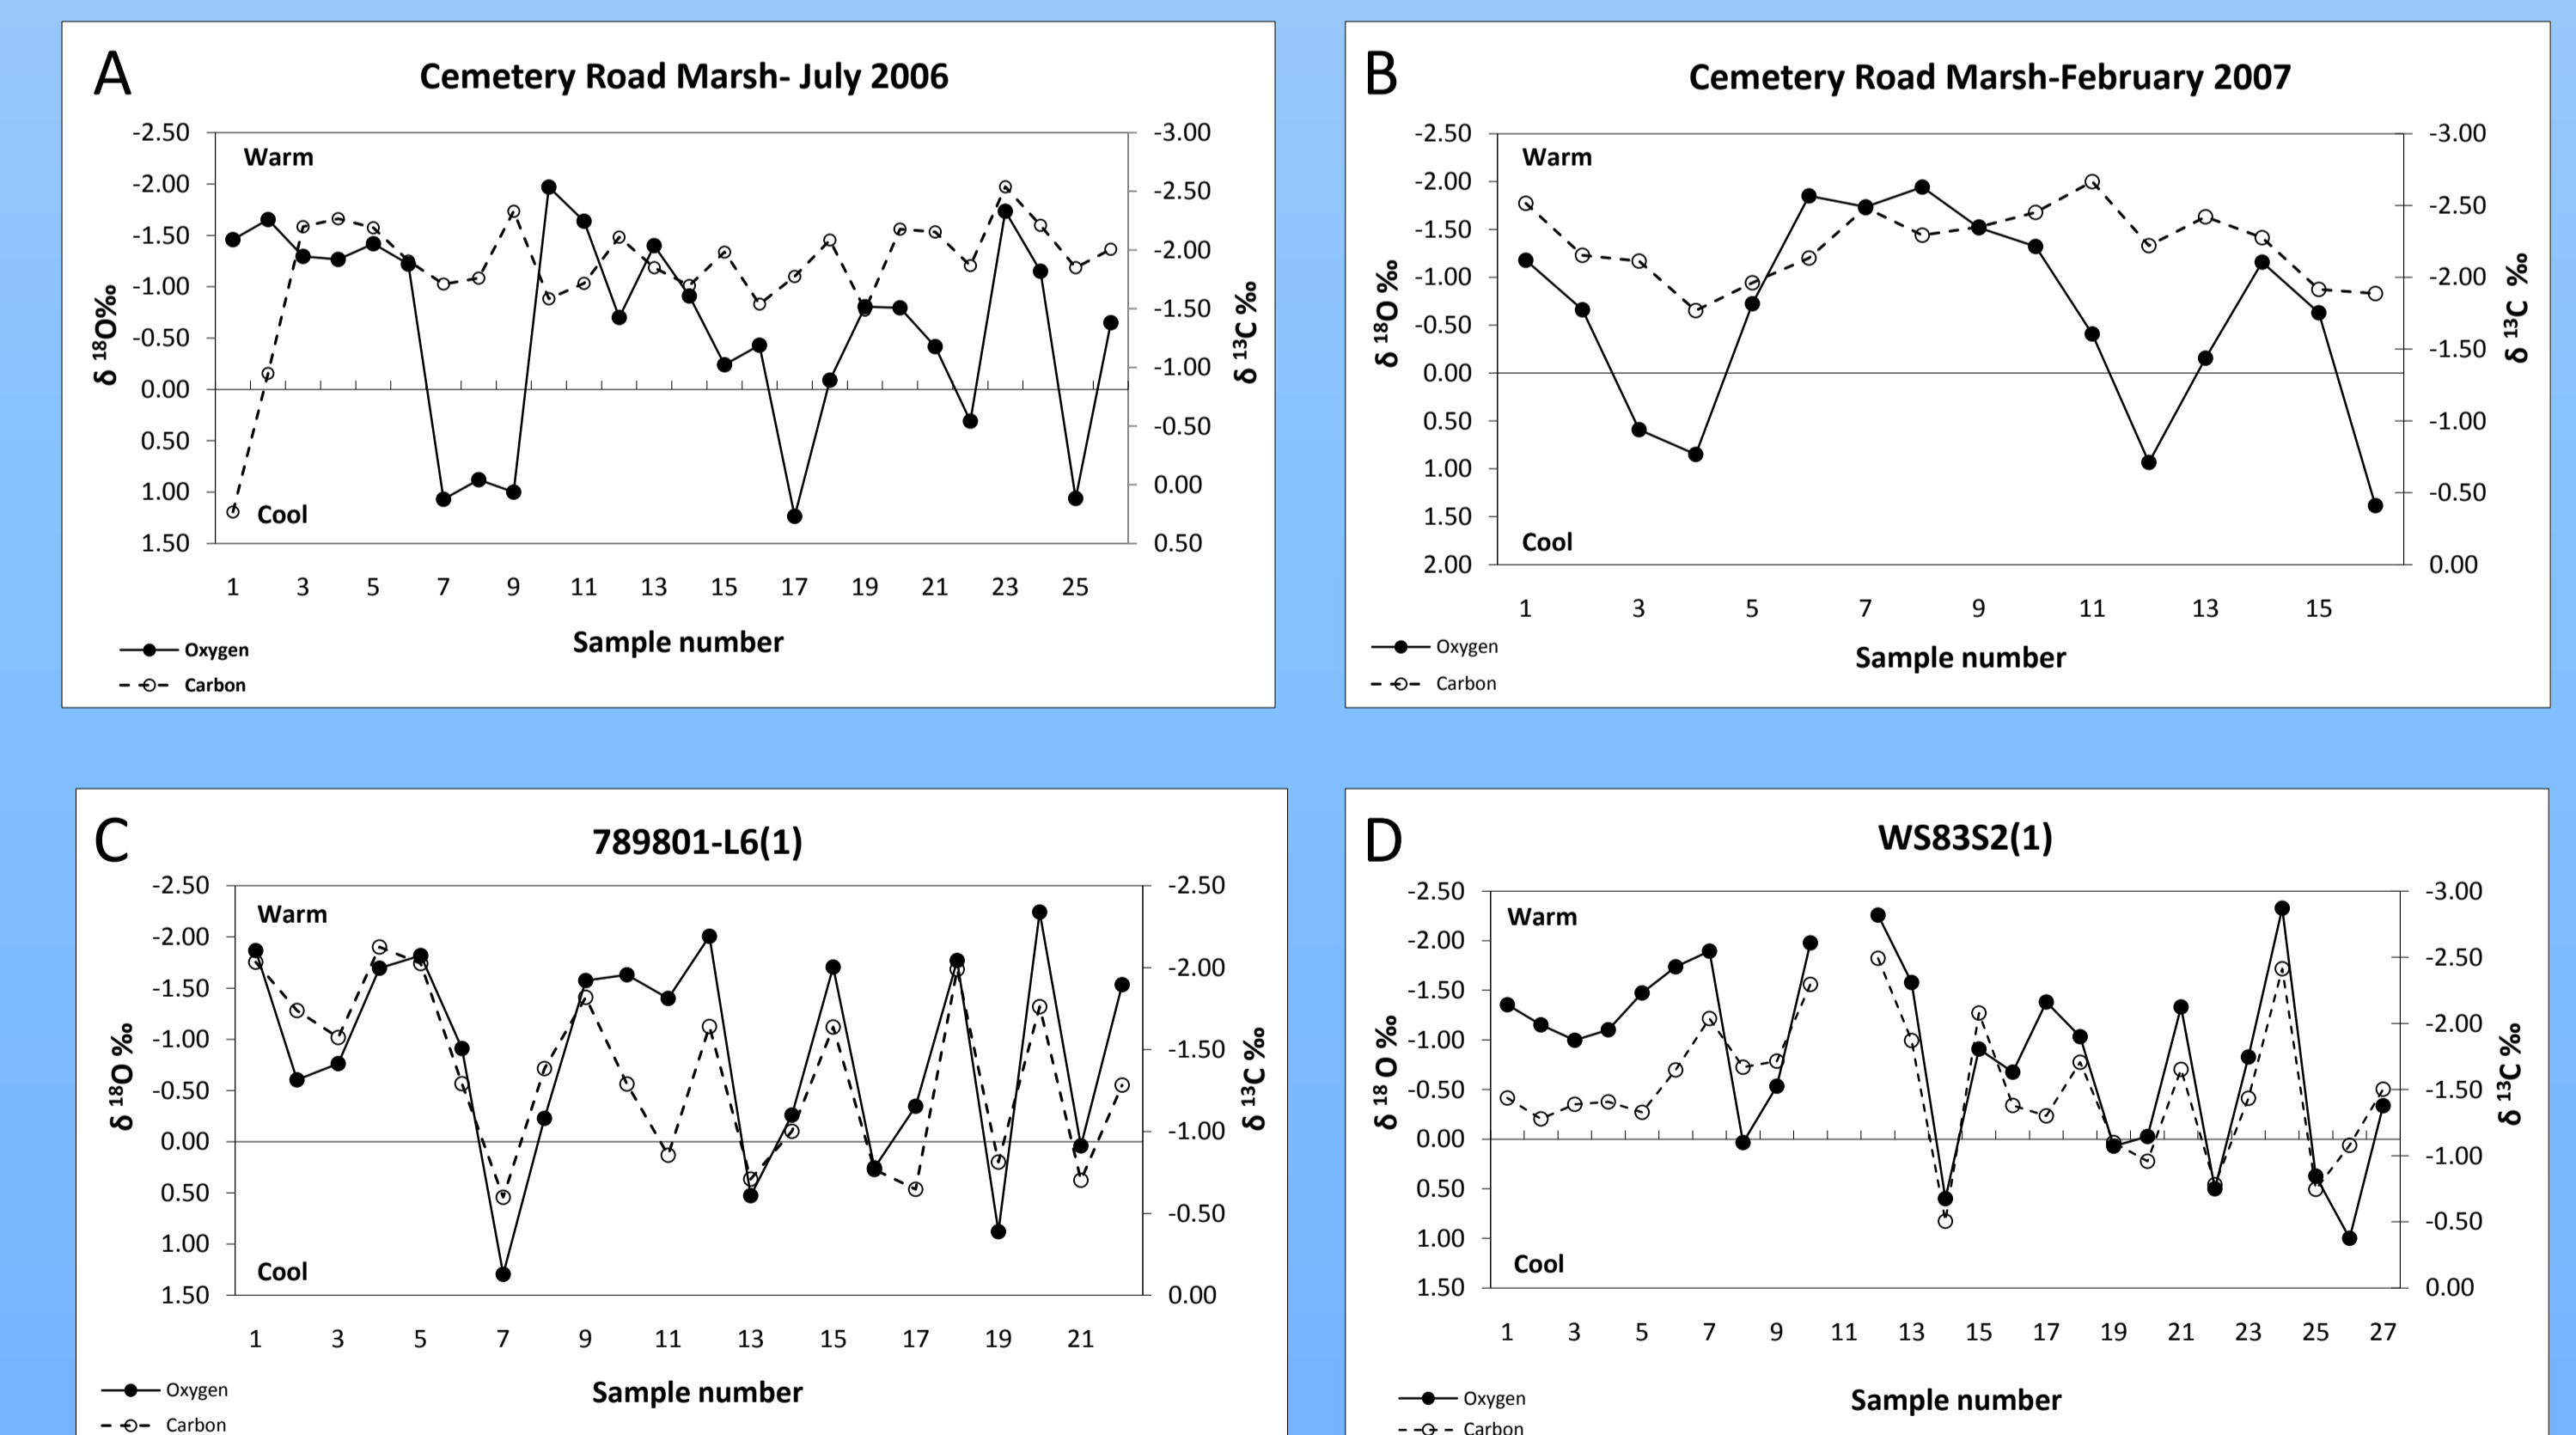 A
Cemetery Road Marsh- July 2006
-2.50
-2.00
-1.50
-1.00
-0.50
0.00
0.50
1.00
1.50
δ 18O‰
Warm
Cool
-3.00
-2.50
-2.00
-1.50
-1.00
-0.50
0.00
0.50
δ 13C ‰
1 3 5 7 9 11 13 15 17 19 21 23 25
Sample number
Oxygen
Carbon
B
Cemetery Road Marsh-February 2007
-2.50
-2.00
-1.50
-1.00
-0.50
0.00
0.50
1.00
1.50
2.00
δ 18O ‰
Warm
Cool
-3.00
-2.50
-2.00
-1.50
-1.00
-0.50
0.00
δ 13C ‰
1 3 5 7 9 11 13 15
Sample number
Oxygen
Carbon
C
789801-L6(1)
-2.50
-2.00
-1.50
-1.00
-0.50
0.00
0.50
1.00
1.50
δ 18O ‰
Warm
Cool
-2.50
-2.00
-1.50
-1.00
-0.50
0.00
δ 13C ‰
1 3 5 7 9 11 13 15 17 19 21
Sample number
Oxygen
Carbon
D
WS83S2(1)
-2.50
-2.00
-1.50
-1.00
-0.50
0.00
0.50
1.00
1.50
δ 18 O ‰
Warm
Cool
-3.00
-2.50
-2.00
-1.50
-1.00
-0.50
0.00
δ 13C ‰
1 3 5 7 9 11 13 15 17 19 21 23 25 27
Sample number
Oxygen
Carbon